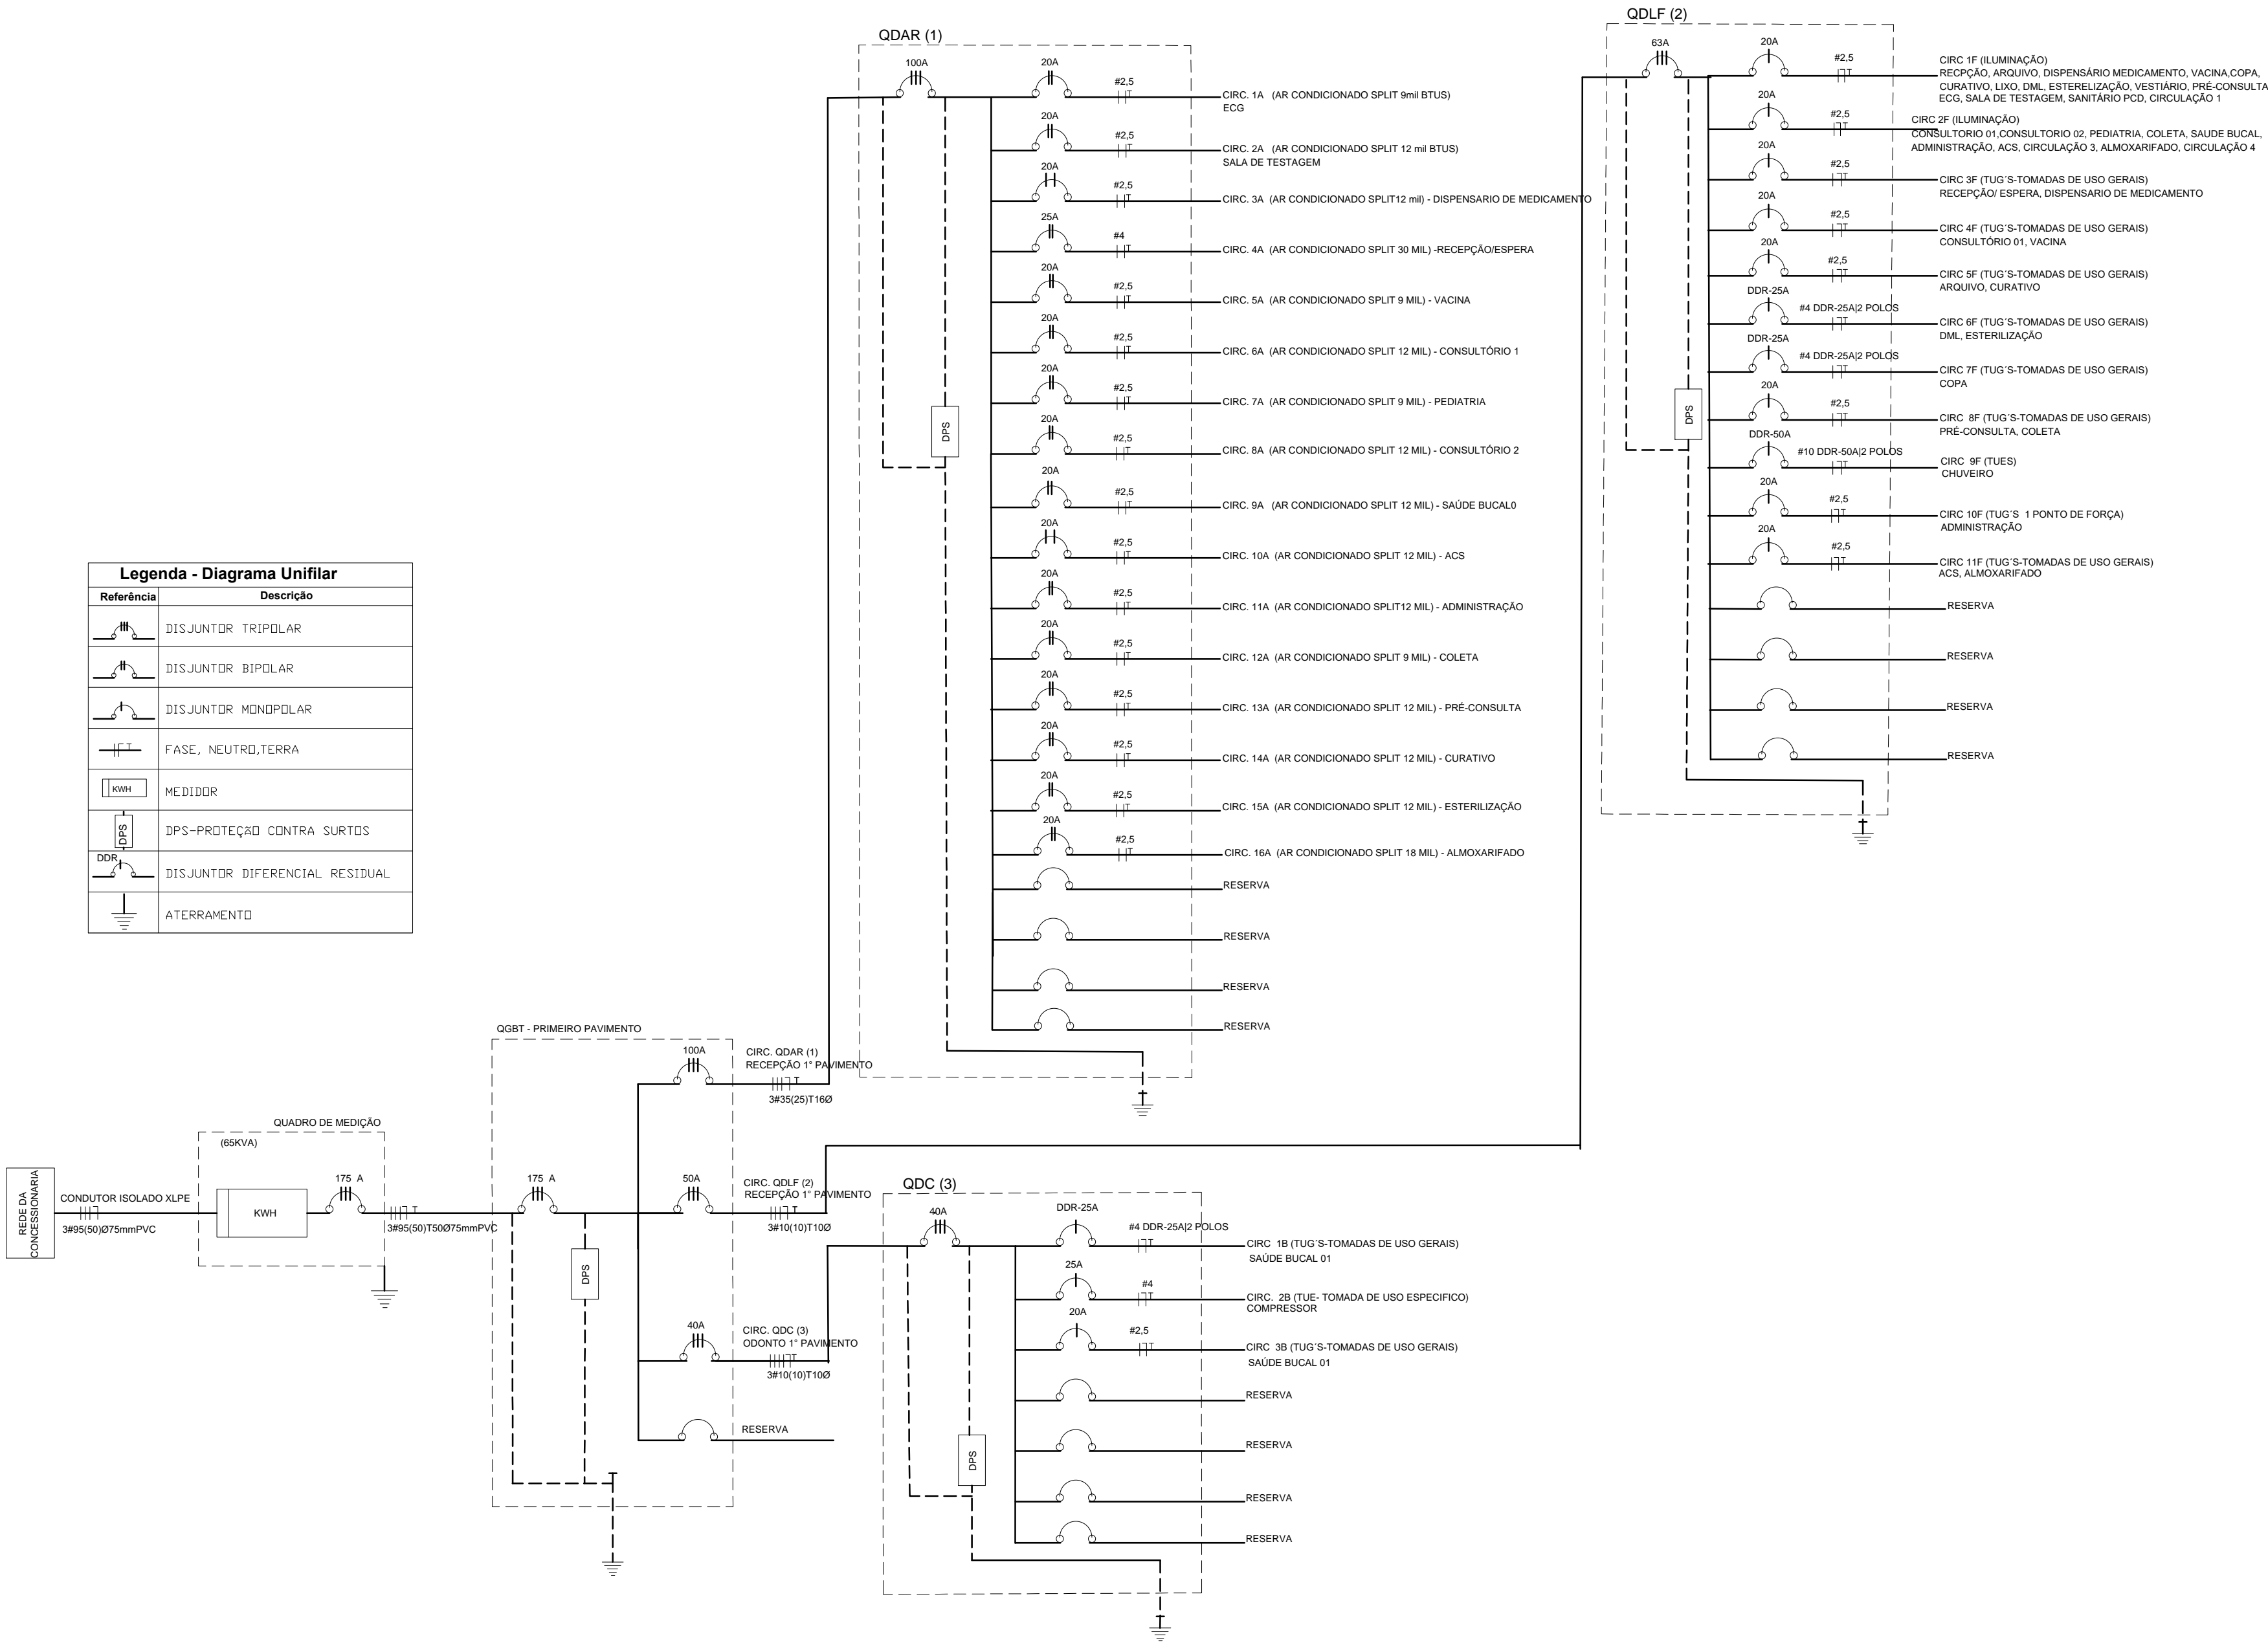 QDAR (1)
100A
20A
#2,5
CIRC. 1A (AR CONDICIONADO SPLIT 9mil BTUS)
ECG
20A
#2,5
CIRC. 2A (AR CONDICIONADO SPLIT 12 mil BTUS)
SALA DE TESTAGEM
20A
#2,5
CIRC. 3A (AR CONDICIONADO SPLIT12 mil) - DISPENSARIO DE MEDICAMENTO
25A
#4
CIRC. 4A (AR CONDICIONADO SPLIT 30 MIL) -RECEPÇÃO/ESPERA
20A
#2,5
CIRC. 5A (AR CONDICIONADO SPLIT 9 MIL) - VACINA
20A
#2,5
CIRC. 6A (AR CONDICIONADO SPLIT 12 MIL) - CONSULTÓRIO 1
20A
#2,5
CIRC. 7A (AR CONDICIONADO SPLIT 9 MIL) - PEDIATRIA
20A
#2,5
CIRC. 8A (AR CONDICIONADO SPLIT 12 MIL) - CONSULTÓRIO 2
20A
#2,5
CIRC. 9A (AR CONDICIONADO SPLIT 12 MIL) - SAÚDE BUCAL0
20A
#2,5
CIRC. 10A (AR CONDICIONADO SPLIT 12 MIL) - ACS
20A
#2,5
CIRC. 11A (AR CONDICIONADO SPLIT12 MIL) - ADMINISTRAÇÃO
20A
#2,5
CIRC. 12A (AR CONDICIONADO SPLIT 9 MIL) - COLETA
20A
#2,5
CIRC. 13A (AR CONDICIONADO SPLIT 12 MIL) - PRÉ-CONSULTA
20A
#2,5
CIRC. 14A (AR CONDICIONADO SPLIT 12 MIL) - CURATIVO
20A
#2,5
CIRC. 15A (AR CONDICIONADO SPLIT 12 MIL) - ESTERILIZAÇÃO
20A
#2,5
CIRC. 16A (AR CONDICIONADO SPLIT 18 MIL) - ALMOXARIFADO
RESERVA
RESERVA
RESERVA
RESERVA
DPS
QDLF (2)
63A
20A
#2,5
CIRC 1F (ILUMINAÇÃO)
RECPÇÃO, ARQUIVO, DISPENSÁRIO MEDICAMENTO, VACINA,COPA,
CURATIVO, LIXO, DML, ESTERELIZAÇÃO, VESTIÁRIO, PRÉ-CONSULTA
ECG, SALA DE TESTAGEM, SANITÁRIO PCD, CIRCULAÇÃO 1
20A
#2,5
CIRC 2F (ILUMINAÇÃO)
CONSULTORIO 01,CONSULTORIO 02, PEDIATRIA, COLETA, SAUDE BUCAL,
ADMINISTRAÇÃO, ACS, CIRCULAÇÃO 3, ALMOXARIFADO, CIRCULAÇÃO 4
20A
#2,5
CIRC 3F (TUG´S-TOMADAS DE USO GERAIS)
RECEPÇÃO/ ESPERA, DISPENSARIO DE MEDICAMENTO
20A
#2,5
CIRC 4F (TUG´S-TOMADAS DE USO GERAIS)
CONSULTÓRIO 01, VACINA
20A
#2,5
CIRC 5F (TUG´S-TOMADAS DE USO GERAIS)
ARQUIVO, CURATIVO
DDR-25A
#4 DDR-25A|2 POLOS
CIRC 6F (TUG´S-TOMADAS DE USO GERAIS)
DML, ESTERILIZAÇÃO
DDR-25A
#4 DDR-25A|2 POLOS
CIRC 7F (TUG´S-TOMADAS DE USO GERAIS)
COPA
20A
#2,5
CIRC 8F (TUG´S-TOMADAS DE USO GERAIS)
PRÉ-CONSULTA, COLETA
DDR-50A
#10 DDR-50A|2 POLOS
CIRC 9F (TUES)
CHUVEIRO
20A
#2,5
CIRC 10F (TUG´S 1 PONTO DE FORÇA)
ADMINISTRAÇÃO
20A
#2,5
CIRC 11F (TUG´S-TOMADAS DE USO GERAIS)
ACS, ALMOXARIFADO
RESERVA
RESERVA
RESERVA
RESERVA
DPS
Legenda - Diagrama Unifilar
Referência Descrição
DISJUNTOR TRIPOLAR
DISJUNTOR BIPOLAR
DISJUNTOR MONOPOLAR
FASE, NEUTRO,TERRA
KWH MEDIDOR
DPS DPS-PROTEÇÃO CONTRA SURTOS
DDR DISJUNTOR DIFERENCIAL RESIDUAL
ATERRAMENTO
REDE DA
CONCESSIONARIA
CONDUTOR ISOLADO XLPE
3#95(50)Ø75mmPVC
QUADRO DE MEDIÇÃO
(65KVA)
KWH
175 A
3#95(50)T50Ø75mmPVC
QGBT - PRIMEIRO PAVIMENTO
175 A
DPS
100A
CIRC. QDAR (1)
RECEPÇÃO 1° PAVIMENTO
3#35(25)T16Ø
50A
CIRC. QDLF (2)
RECEPÇÃO 1° PAVIMENTO
3#10(10)T10Ø
40A
CIRC. QDC (3)
ODONTO 1° PAVIMENTO
3#10(10)T10Ø
RESERVA
QDC (3)
40A
DDR-25A
#4 DDR-25A|2 POLOS
CIRC 1B (TUG´S-TOMADAS DE USO GERAIS)
SAÚDE BUCAL 01
25A
#4
CIRC. 2B (TUE- TOMADA DE USO ESPECIFICO)
COMPRESSOR
20A
#2,5
CIRC 3B (TUG´S-TOMADAS DE USO GERAIS)
SAÚDE BUCAL 01
RESERVA
RESERVA
RESERVA
RESERVA
DPS